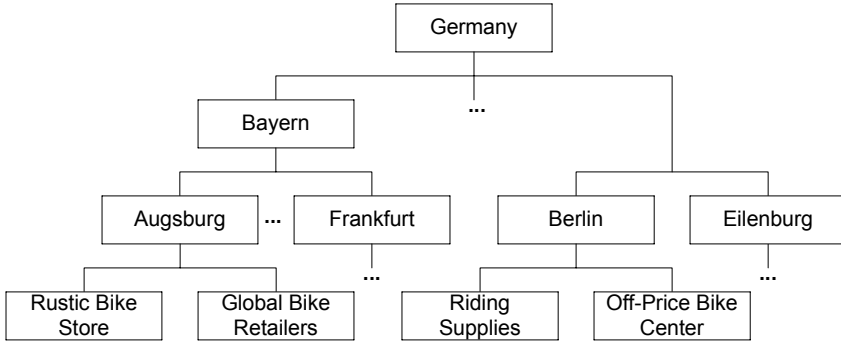 Germany
Bayern
...
Augsburg
...
Frankfurt
Berlin
Eilenburg
...
...
Rustic Bike
Store
Global Bike
Retailers
Riding
Supplies
Off-Price Bike
Center